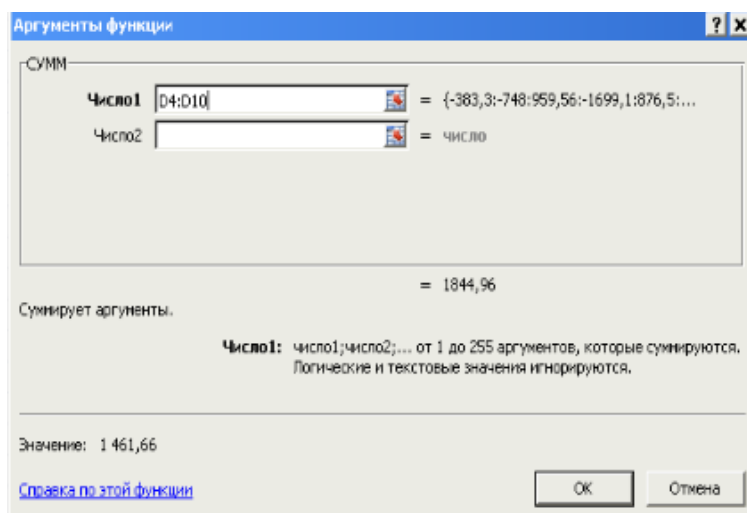 Аргументы функции
СУММ
Число1 D4:D10 = {-383,3:-748:959,56:-1699,1:876,5:...
Число2 = число
= 1844,96
Суммирует аргументы.
Число1: число1;число2;... от 1 до 255 аргументов, которые суммируются.
Логические и текстовые значения игнорируются.
Значение: 1 461,66
Справка по этой функции
ОК Отмена